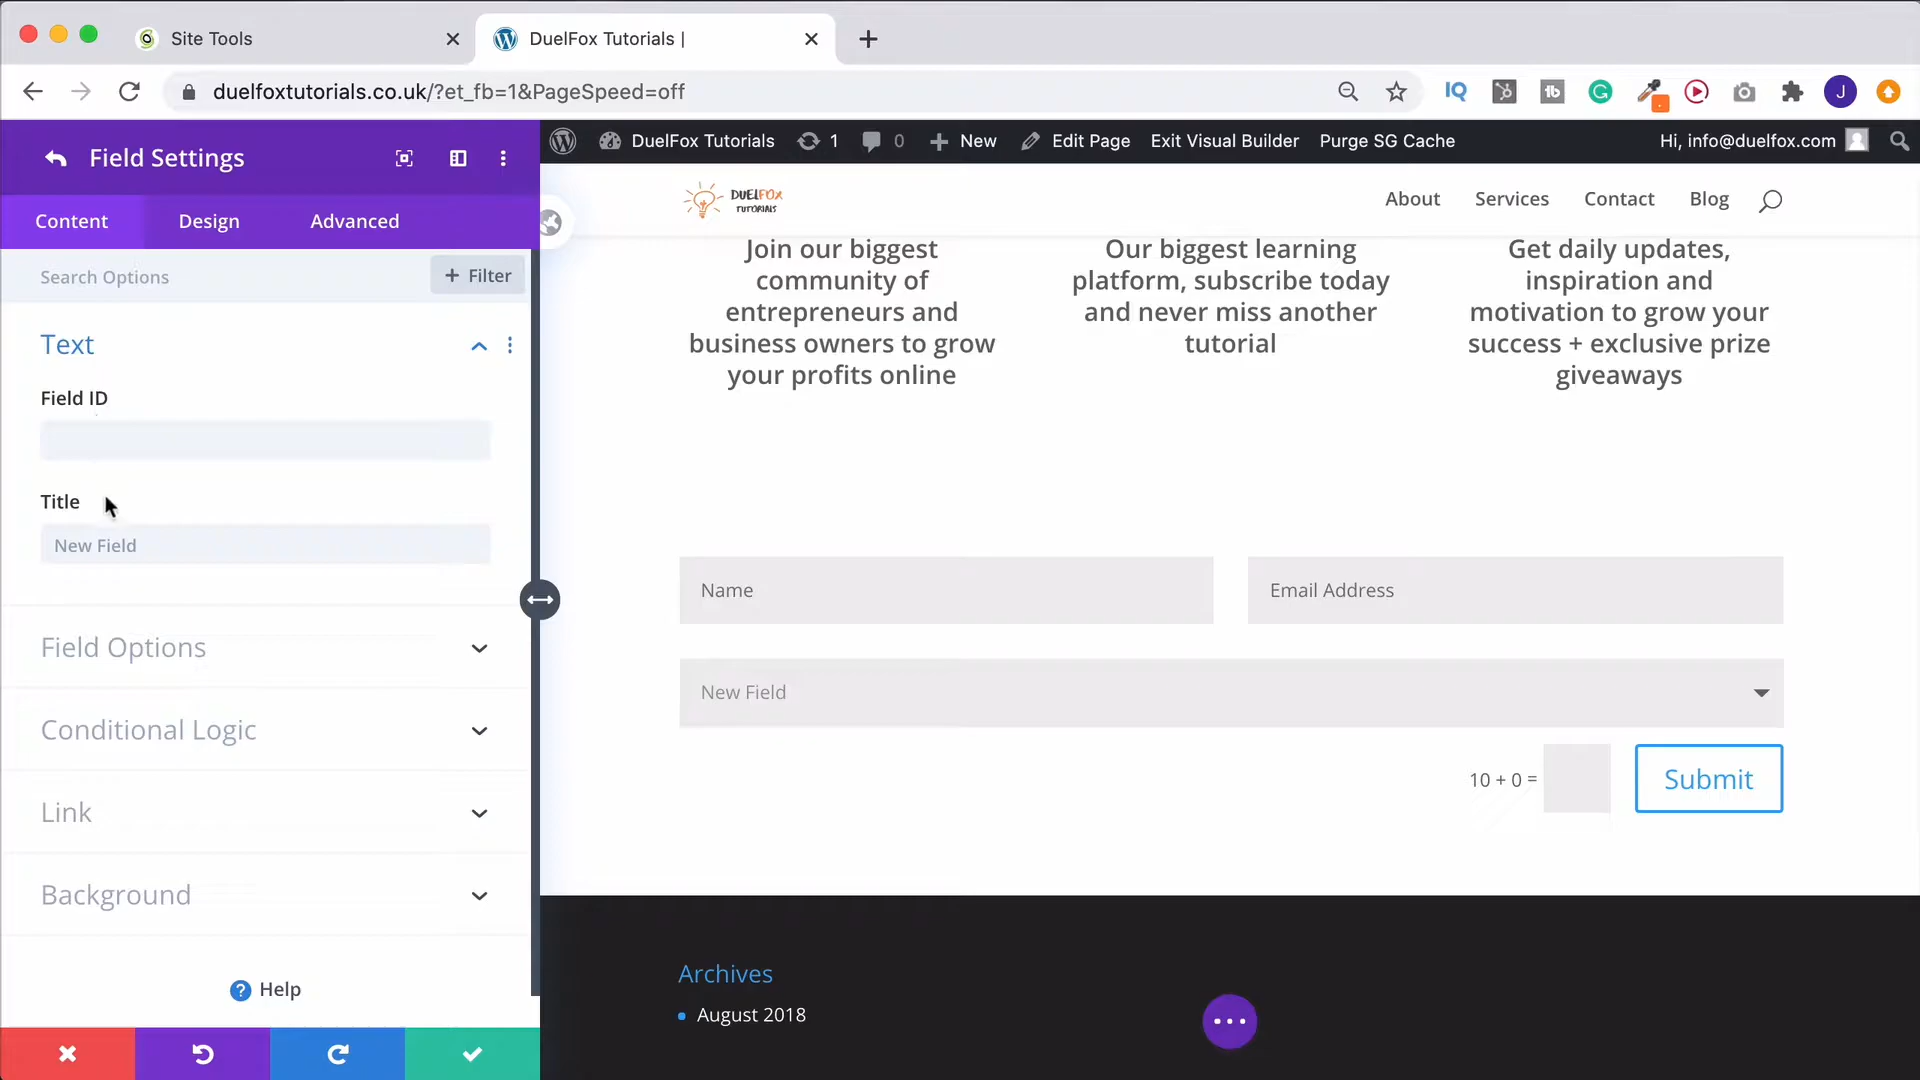 Site Tools
DuelFox Tutorials |
duelfoxtutorials.co.uk/?et_fb=1&PageSpeed=off
IQ
tb
G
J
Field Settings
Content
Design
Advanced
Search Options
+ Filter
Text
Field ID
Title
New Field
Field Options
Conditional Logic
Link
Background
? Help
DuelFox Tutorials
1
0
+ New
Edit Page
Exit Visual Builder
Purge SG Cache
Hi, info@duelfox.com
DUELFOX
TUTORIALS
About
Services
Contact
Blog
Join our biggest
community of
entrepreneurs and
business owners to grow
your profits online
Our biggest learning
platform, subscribe today
and never miss another
tutorial
Get daily updates,
inspiration and
motivation to grow your
success + exclusive prize
giveaways
Name
Email Address
New Field
10 + 0 =
Submit
Archives
August 2018